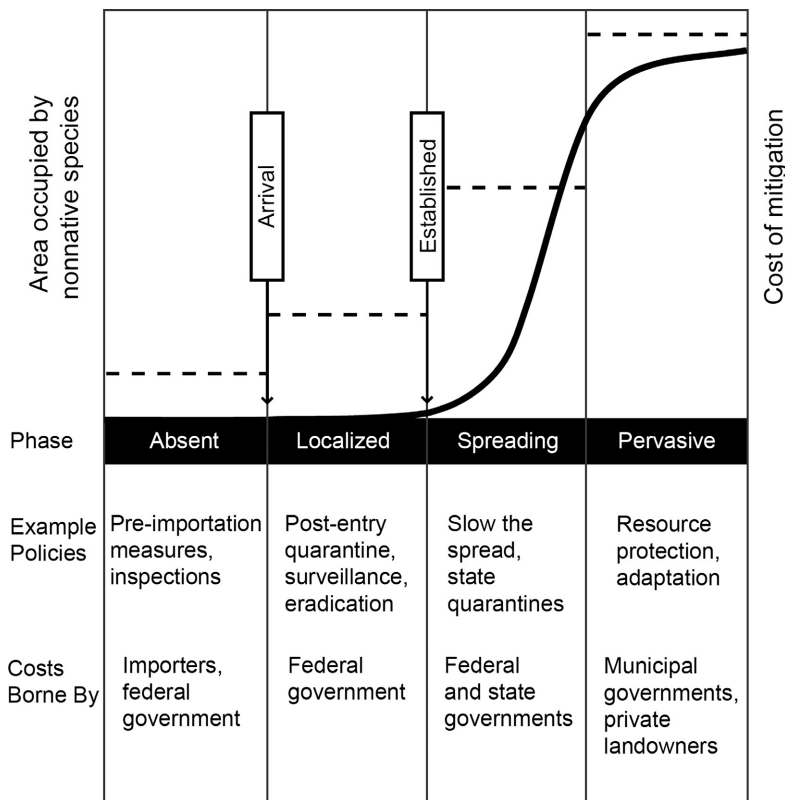 Area occupied by
nonnative species
Arrival
Established
Cost of mitigation
Phase
Absent
Localized
Spreading
Pervasive
Example
Policies
Pre-importation
measures,
inspections
Post-entry
quarantine,
surveillance,
eradication
Slow the
spread,
state
quarantines
Resource
protection,
adaptation
Costs
Borne By
Importers,
federal
government
Federal
government
Federal
and state
governments
Municipal
governments,
private
landowners